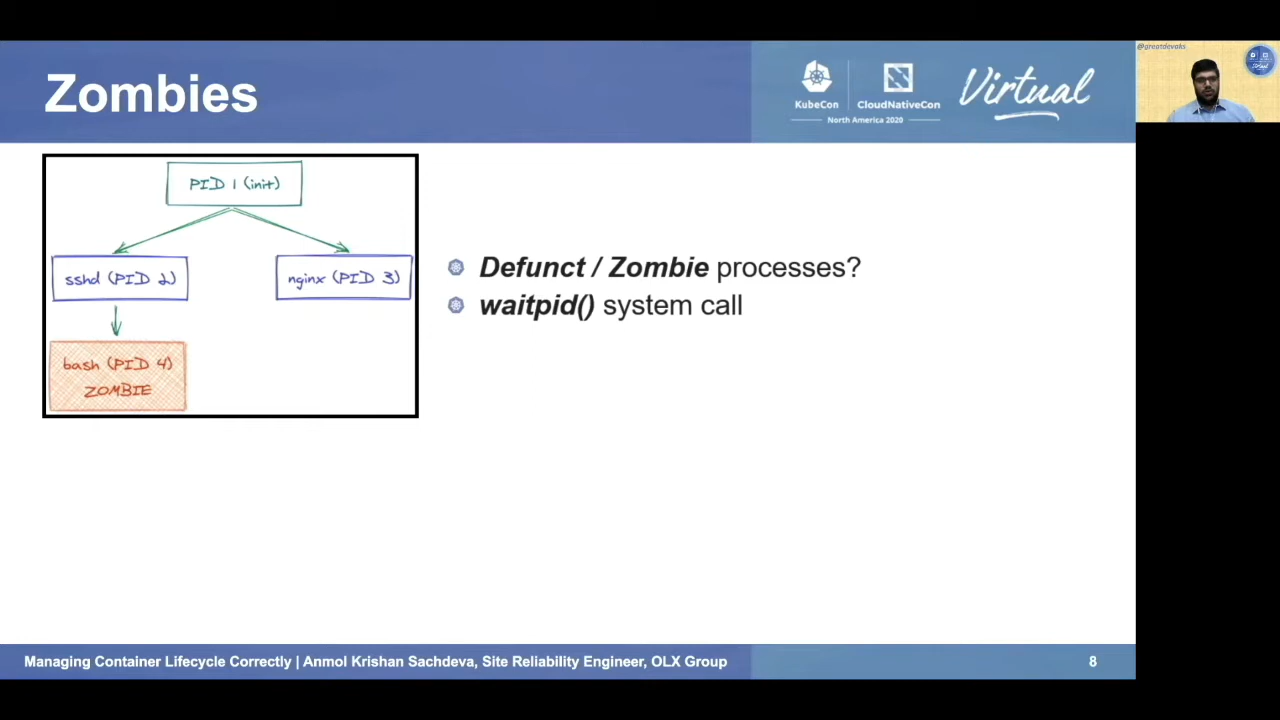 Zombies
KubeCon
CloudNativeCon
North America 2020
Virtual
@greatdevaks
PID 1 (init)
sshd (PID 2)
nginx (PID 3)
bash (PID 4)
ZOMBIE
Defunct / Zombie processes?
waitpid() system call
Managing Container Lifecycle Correctly | Anmol Krishan Sachdeva, Site Reliability Engineer, OLX Group
8